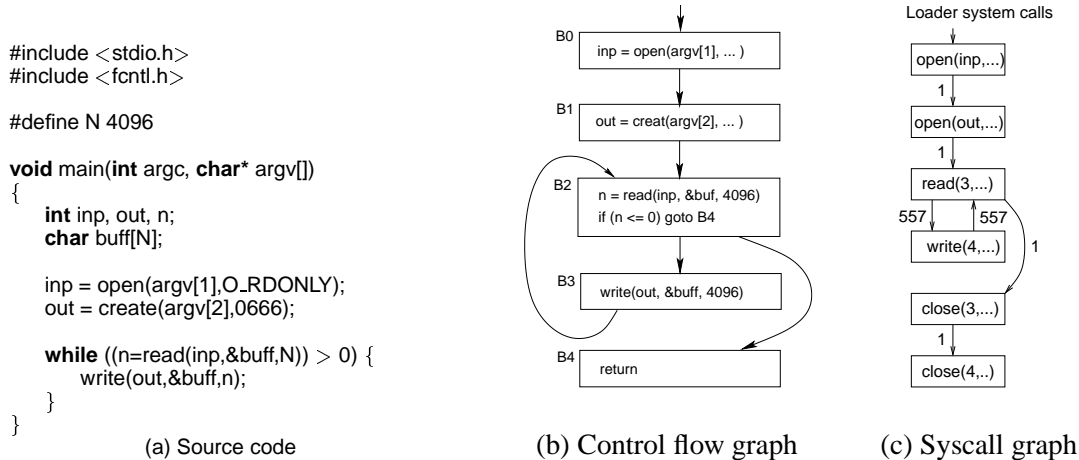 #include <stdio.h>
#include <fcntl.h>
#define N 4096
void main(int argc, char* argv[])
{
int inp, out, n;
char buff[N];
inp = open(argv[1],O_RDONLY);
out = create(argv[2],0666);
while ((n=read(inp,&buff,N)) > 0) {
write(out,&buff,n);
}
}
(a) Source code
B0
inp = open(argv[1], ... )
B1
out = creat(argv[2], ... )
B2
n = read(inp, &buf, 4096)
if (n <= 0) goto B4
B3
write(out, &buff, 4096)
B4
return
(b) Control flow graph
Loader system calls
open(inp,...)
1
open(out,...)
1
read(3,...)
557
557
write(4,...)
1
close(3,...)
1
close(4,..)
(c) Syscall graph